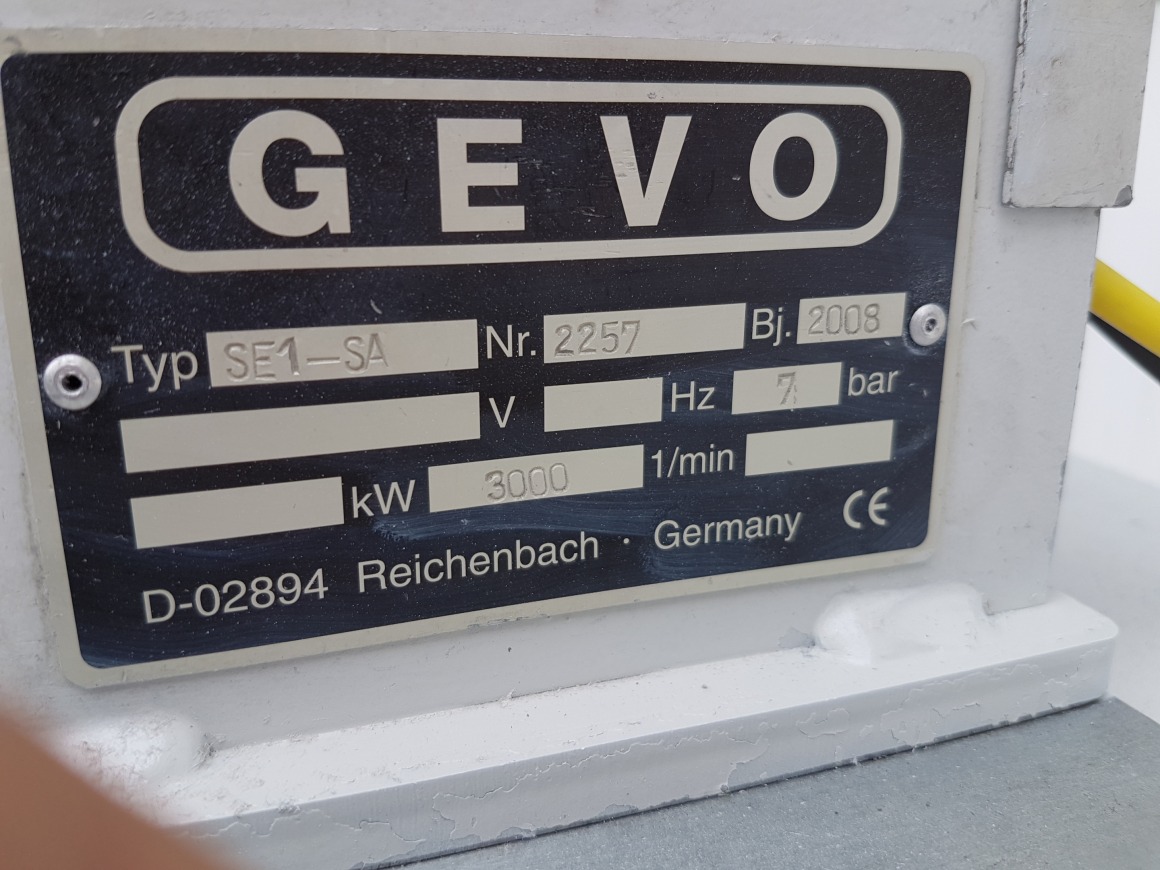 GEVO
Typ SE1-SA Nr. 2257 Bj. 2008
V Hz 7 bar
kW 3000 1/min
D-02894 Reichenbach · Germany CE